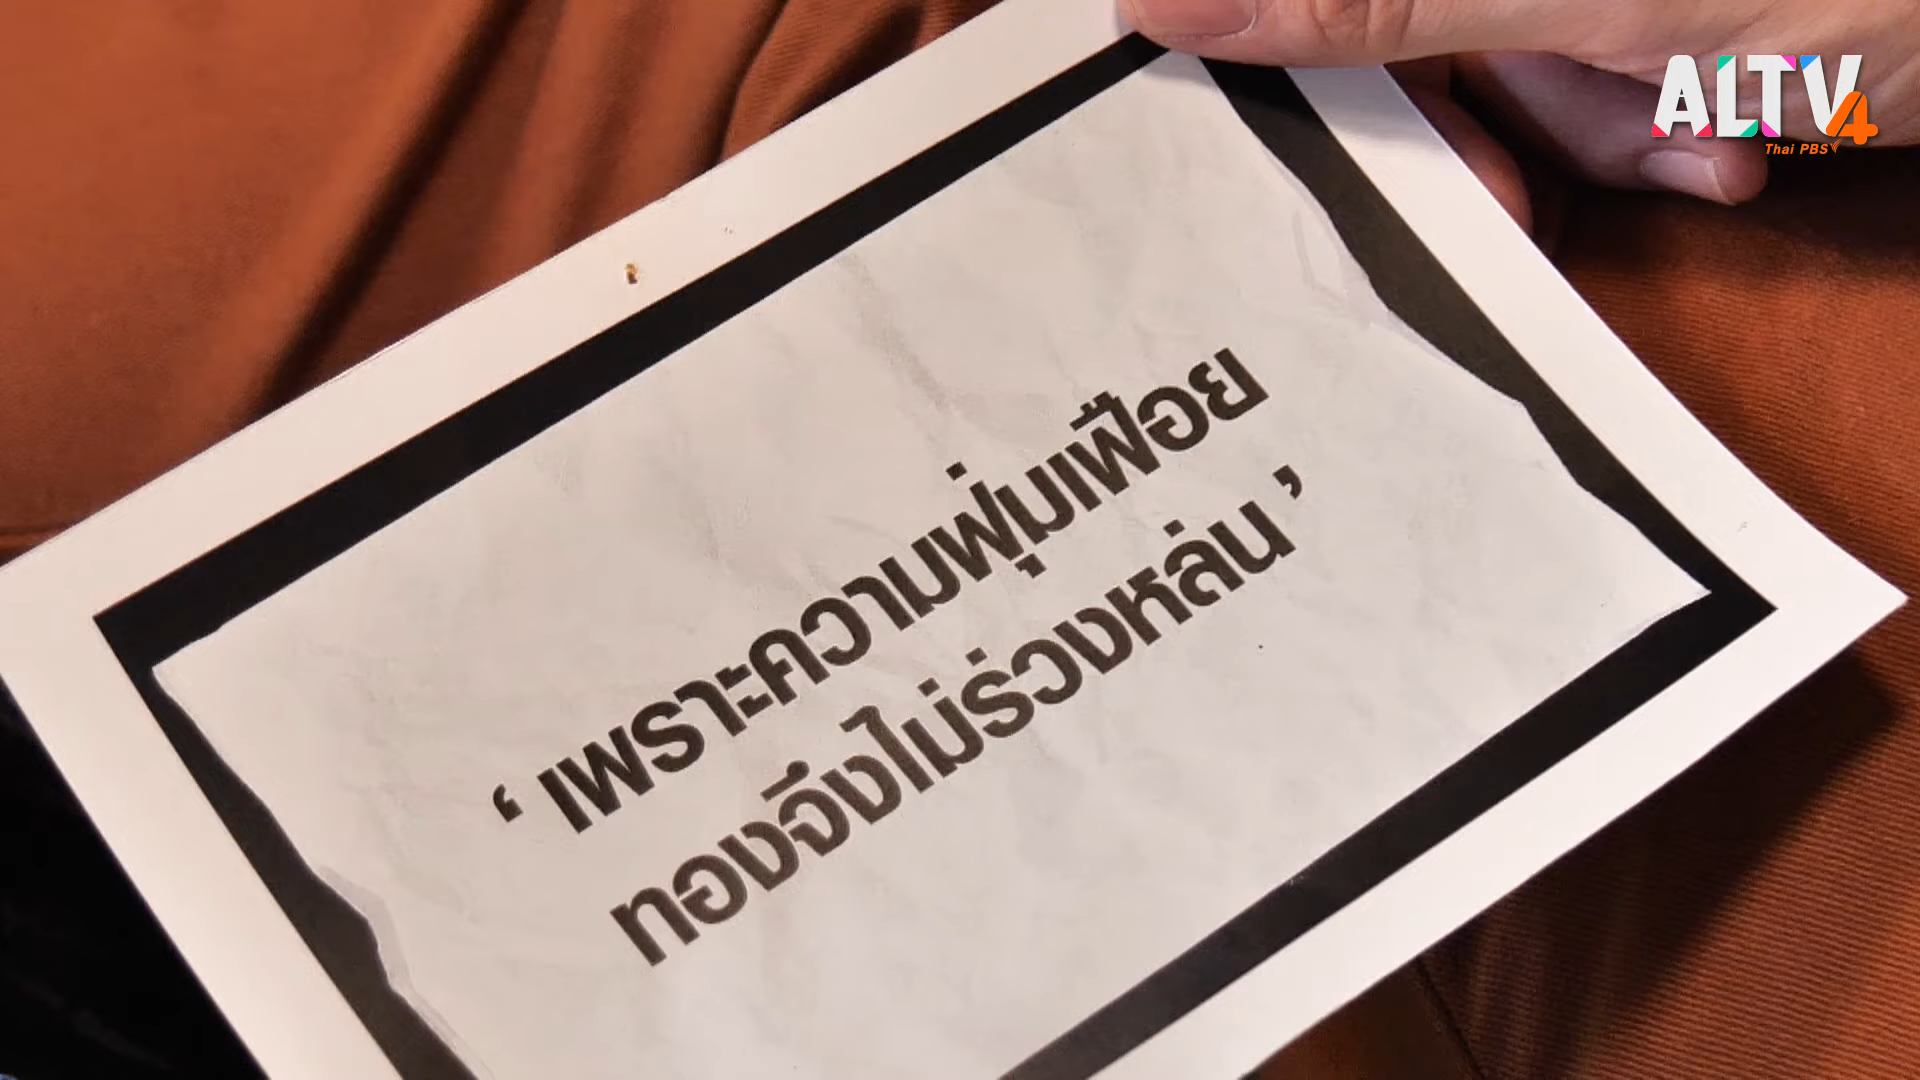 ALTV4
Thai PBS
‘ เพราะความฟุ่มเฟือย
ทองจึงไม่ร่วงหล่น ’